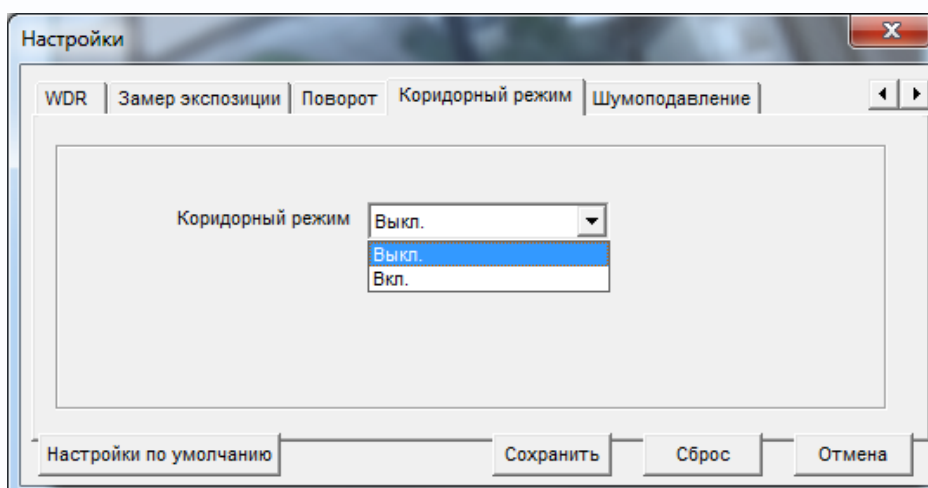 Настройки
WDR Замер экспозиции Поворот Коридорный режим Шумоподавление
Коридорный режим Выкл.
Выкл.
Вкл.
Настройки по умолчанию Сохранить Сброс Отмена